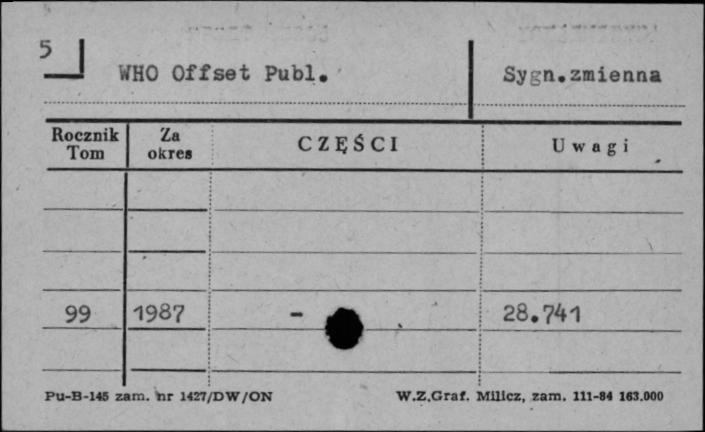 5
WHO Offset Publ. Sygn.zmienna
Rocznik Tom Za okres CZĘŚCI Uwagi
99 1987 - 28.741
Pu-B-145 zam. nr 1427/DW/ON W.Z.Graf. Milicz, zam. 111-84 163.000